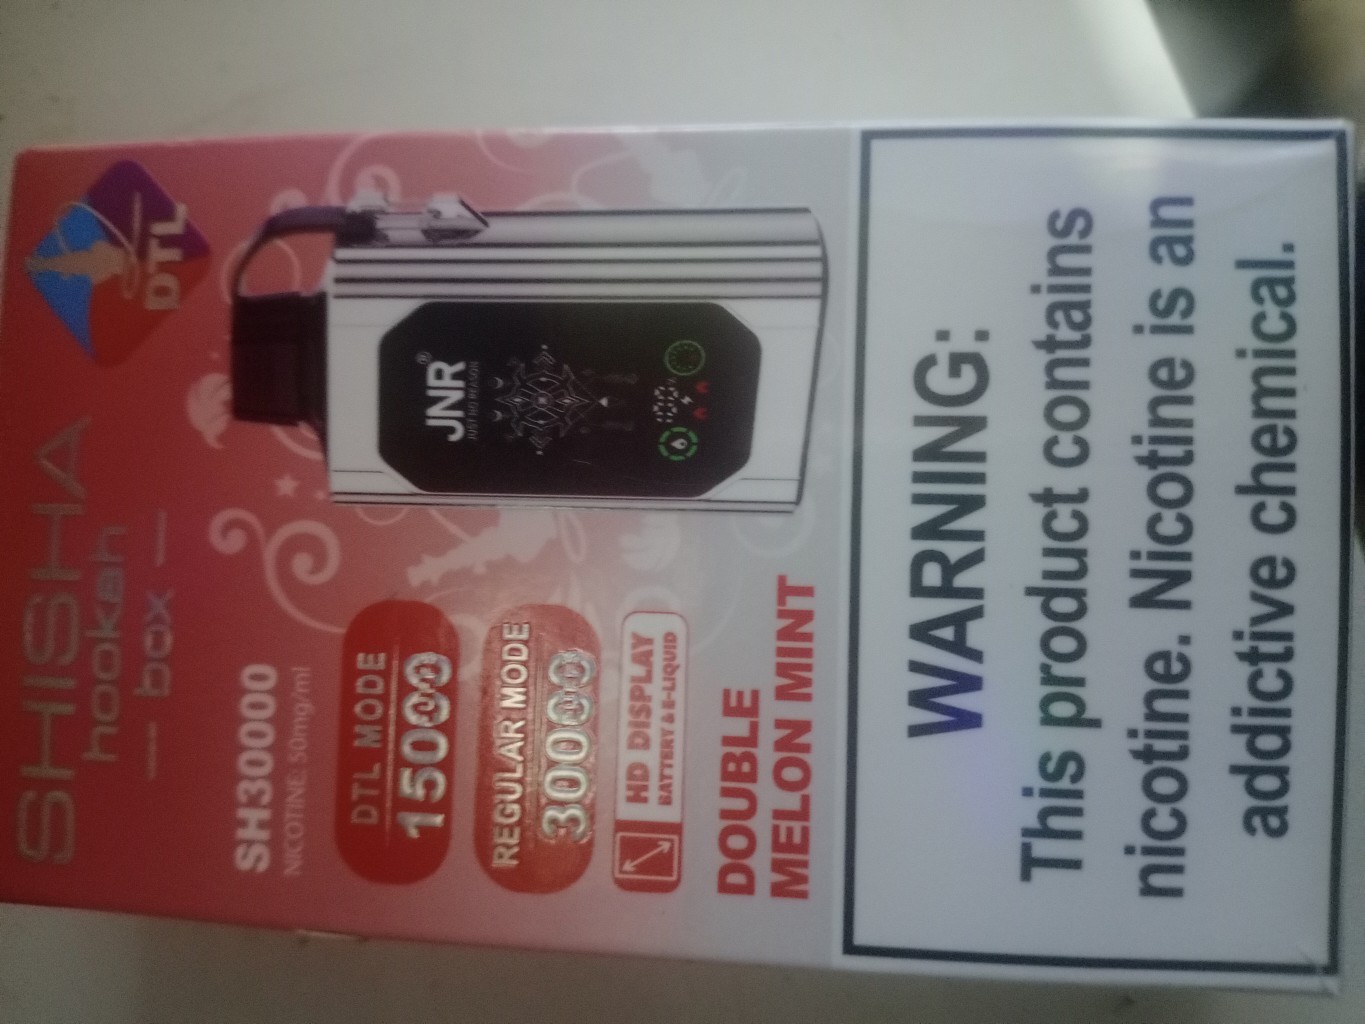 SHISHA
hookah
— box —
DTL
SH30000
NICOTINE: 50mg/ml
DTL MODE
15000
REGULAR MODE
30000
HD DISPLAY
BATTERY & E-LIQUID
DOUBLE
MELON MINT
JNR®
JUST NO REASON
WARNING:
This product contains
nicotine. Nicotine is an
addictive chemical.